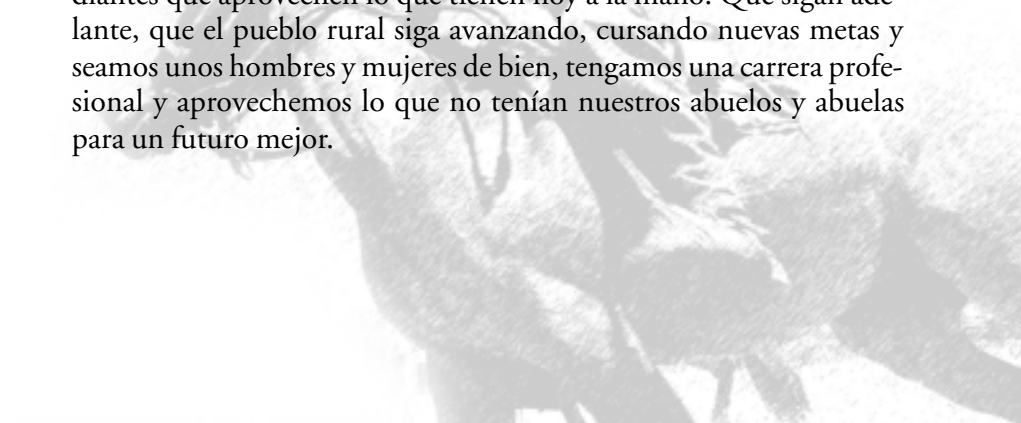 diantes que aprovechen lo que tienen hoy a la mano. Que sigan ade-
lante, que el pueblo rural siga avanzando, cursando nuevas metas y
seamos unos hombres y mujeres de bien, tengamos una carrera profe-
sional y aprovechemos lo que no tenían nuestros abuelos y abuelas
para un futuro mejor.